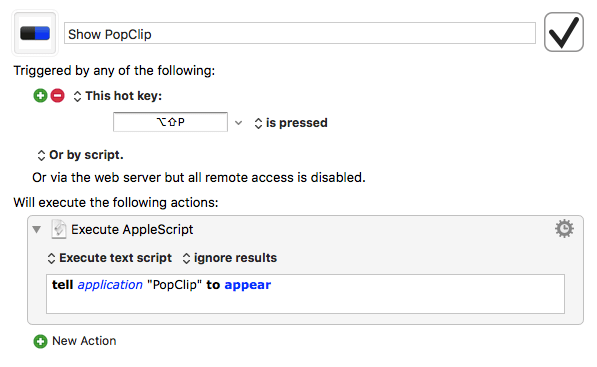 Show PopClip
Triggered by any of the following:
This hot key:
⌥⇧P
is pressed
Or by script.
Or via the web server but all remote access is disabled.
Will execute the following actions:
Execute AppleScript
Execute text script ignore results
tell application "PopClip" to appear
New Action